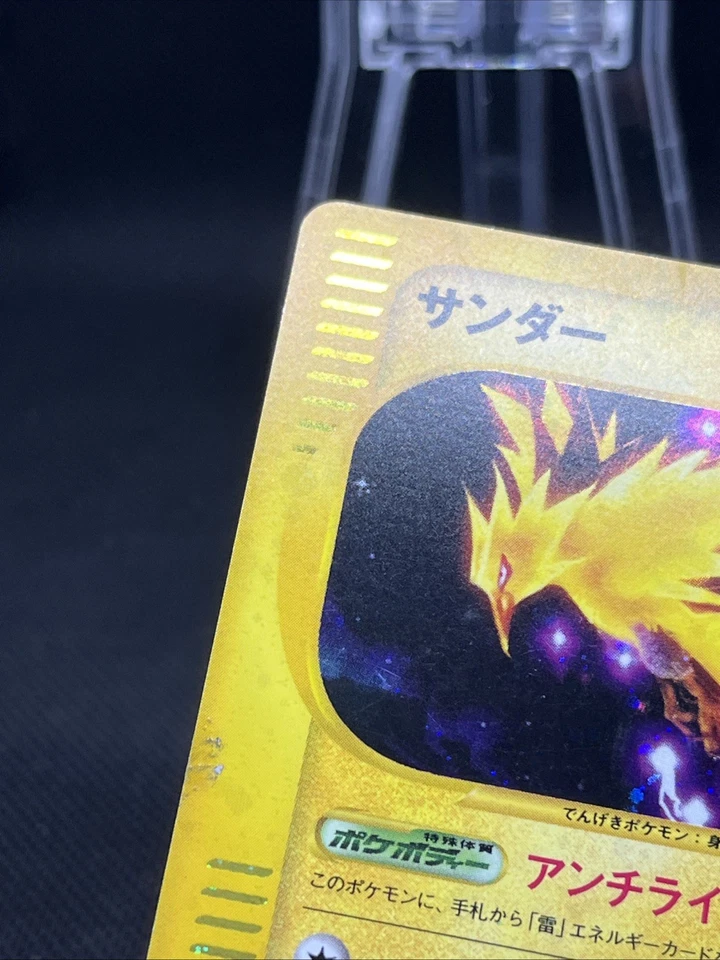 サンダー
でんげきポケモン：身
特殊体質
ポケボディー
アンチライ
このポケモンに、手札から「雷」エネルギーカード